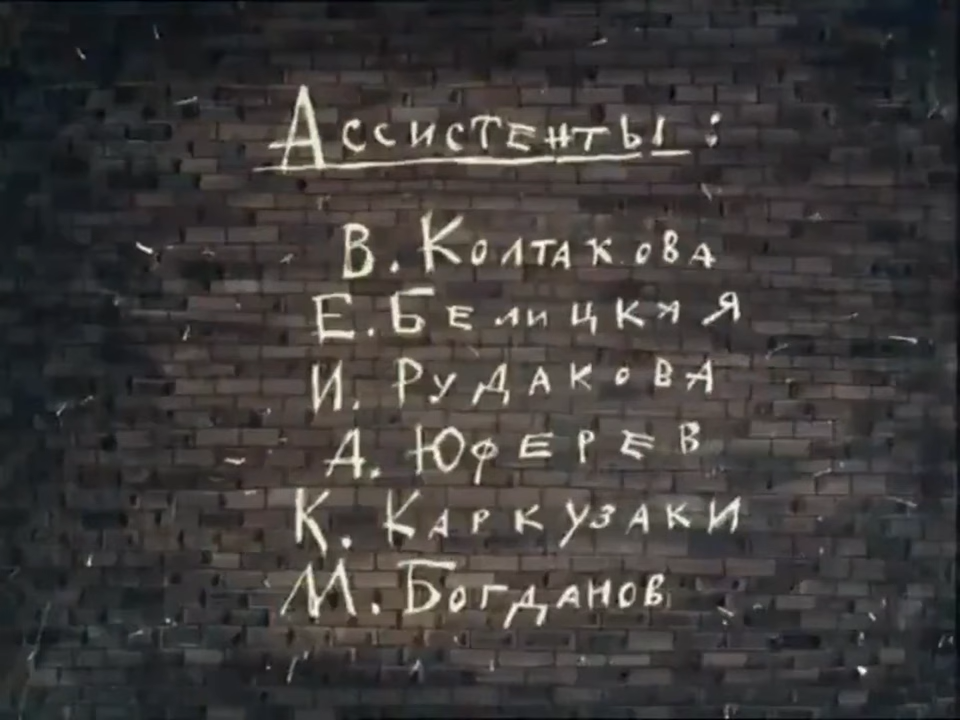 Ассистенты:
В. Колтакова
Е. Белицкая
И. Рудакова
А. Юферев
К. Каркузаки
М. Богданов